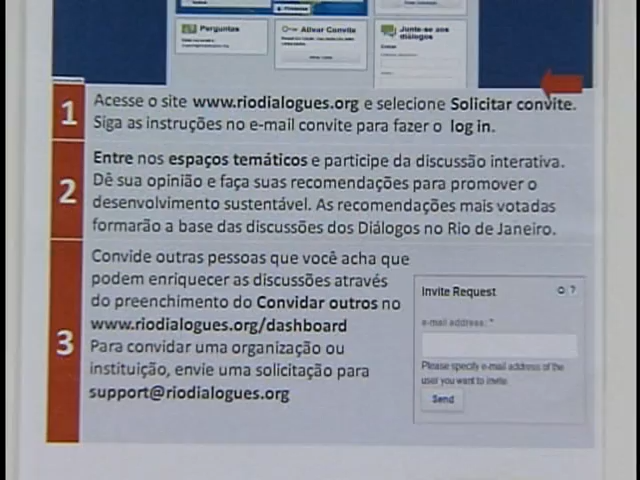 Perguntas
Ativar Convite
Junte-se aos
diálogos
1
Acesse o site www.riodialogues.org e selecione Solicitar convite.
Siga as instruções no e-mail convite para fazer o log in.
2
Entre nos espaços temáticos e participe da discussão interativa.
Dê sua opinião e faça suas recomendações para promover o
desenvolvimento sustentável. As recomendações mais votadas
formarão a base das discussões dos Diálogos no Rio de Janeiro.
3
Convide outras pessoas que você acha que
podem enriquecer as discussões através
do preenchimento do Convidar outros no
www.riodialogues.org/dashboard
Para convidar uma organização ou
instituição, envie uma solicitação para
support@riodialogues.org
Invite Request
?
e-mail address: *
Please specify e-mail address of the
user you want to invite
Send